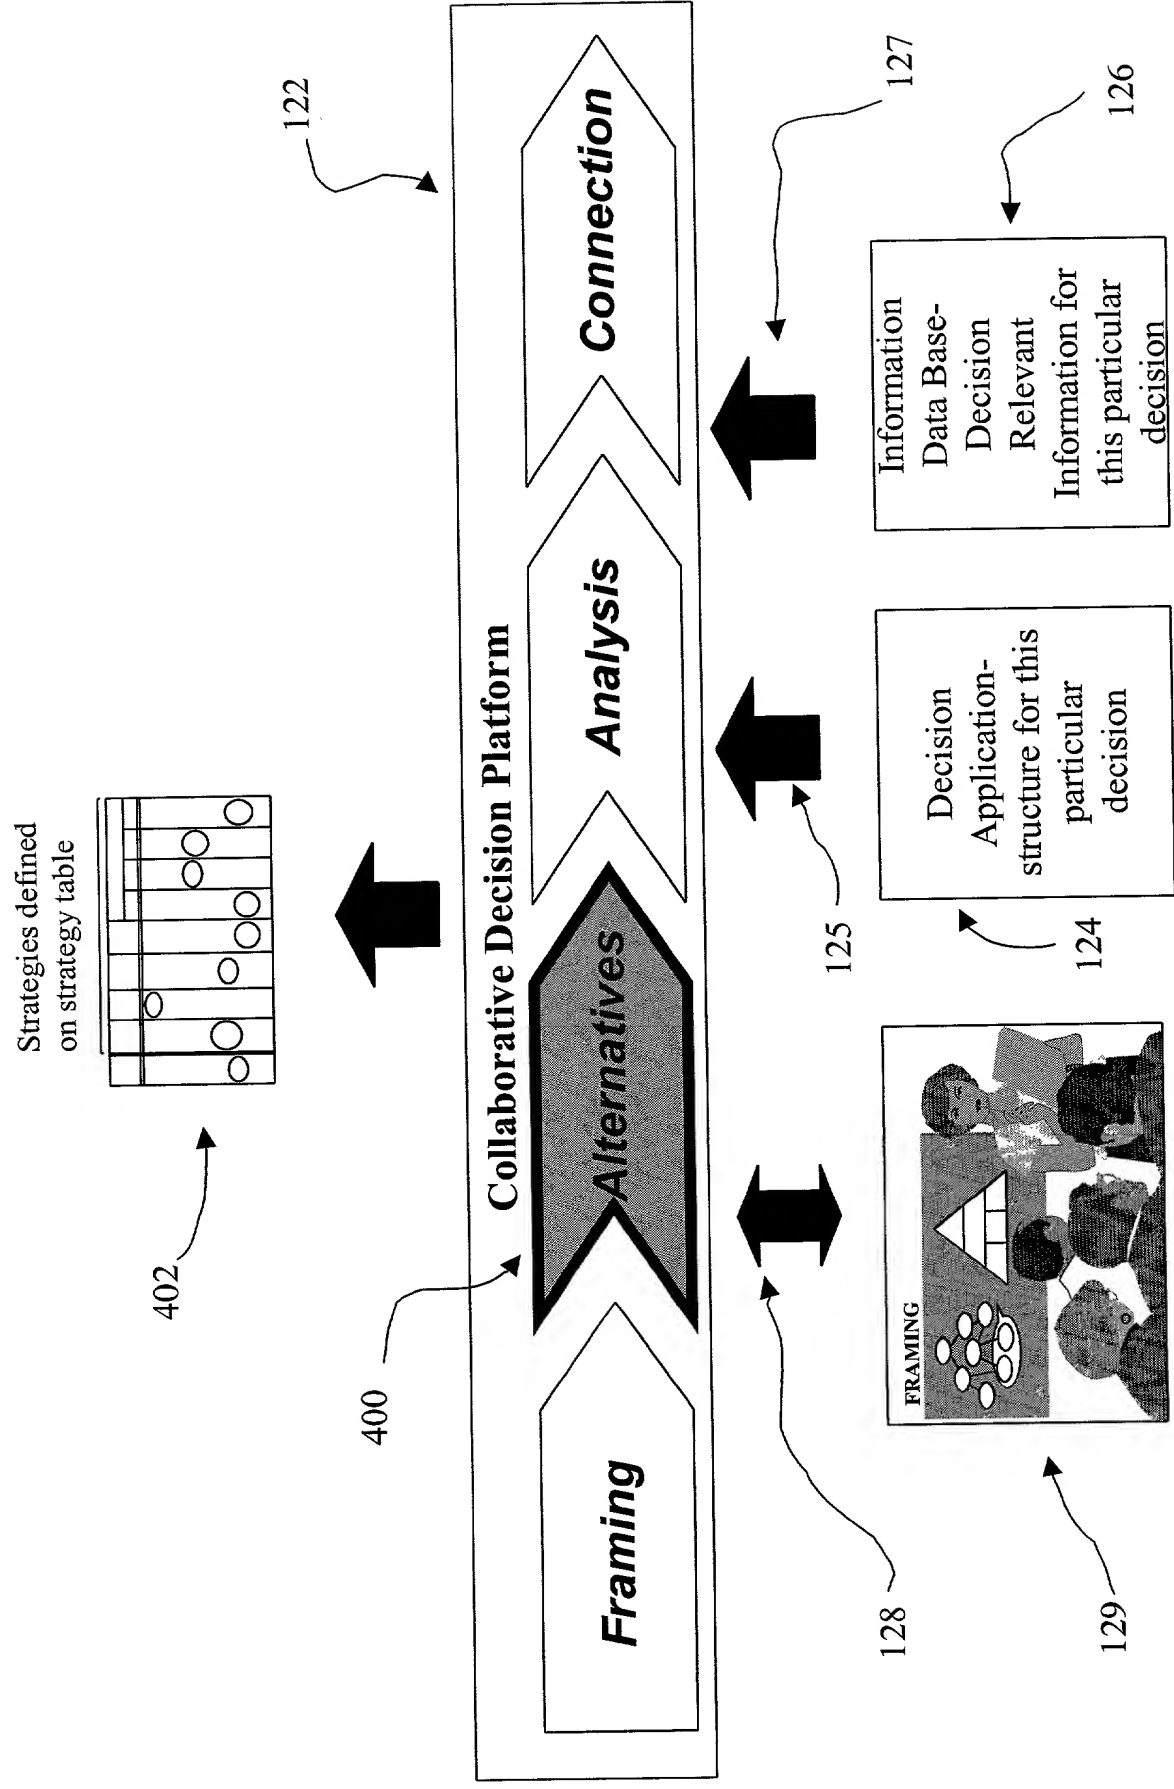 Strategies defined
on strategy table
402
122
400
Collaborative Decision Platform
Framing
Alternatives
Analysis
Connection
128
125
127
129
FRAMING
124
Decision
Application-
structure for this
particular
decision
126
Information
Data Base-
Decision
Relevant
Information for
this particular
decision